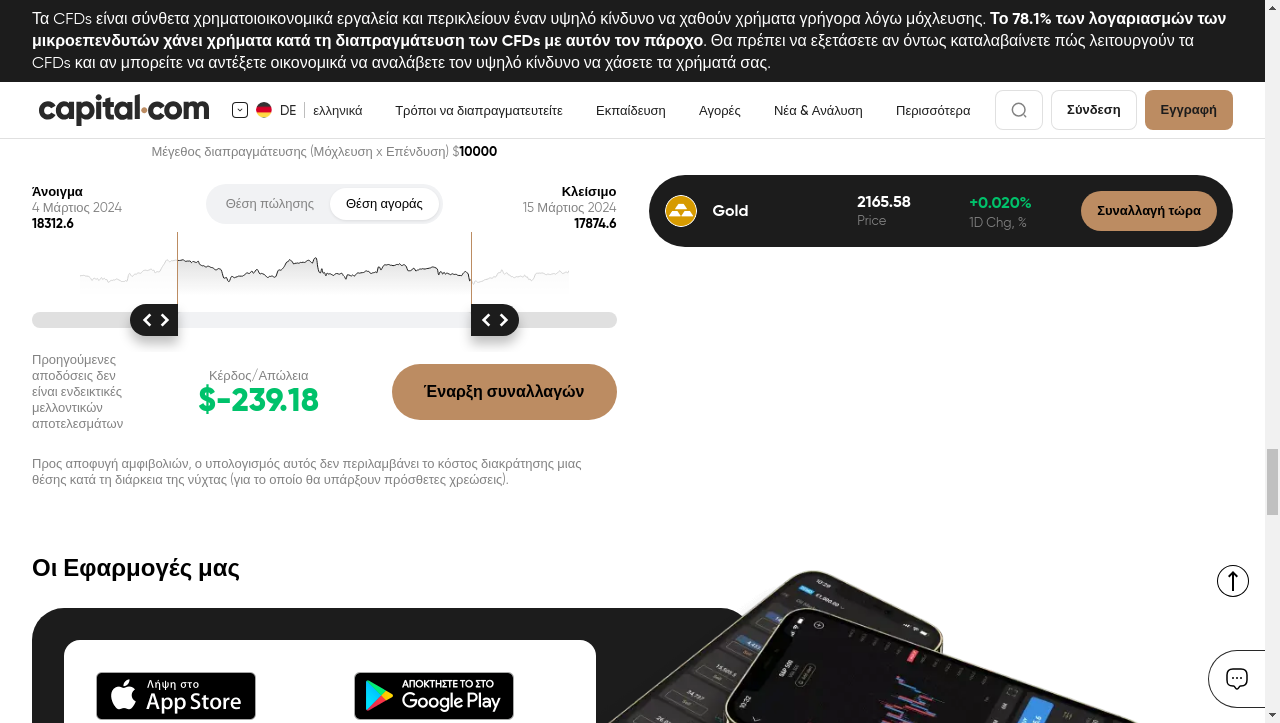 Τα CFDs είναι σύνθετα χρηματοοικονομικά εργαλεία και περικλείουν έναν υψηλό κίνδυνο να χαθούν χρήματα γρήγορα λόγω μόχλευσης. Το 78.1% των λογαριασμών των
μικροεπενδυτών χάνει χρήματα κατά τη διαπραγμάτευση των CFDs με αυτόν τον πάροχο. Θα πρέπει να εξετάσετε αν όντως καταλαβαίνετε πώς λειτουργούν τα
CFDs και αν μπορείτε να αντέξετε οικονομικά να αναλάβετε τον υψηλό κίνδυνο να χάσετε τα χρήματά σας.
capital.com
DE
ελληνικά
Τρόποι να διαπραγματευτείτε
Εκπαίδευση
Αγορές
Νέα & Ανάλυση
Περισσότερα
Σύνδεση
Εγγραφή
Μέγεθος διαπραγμάτευσης (Μόχλευση x Επένδυση) $10000
Άνοιγμα
4 Μάρτιος 2024
18312.6
Θέση πώλησης
Θέση αγοράς
Κλείσιμο
15 Μάρτιος 2024
17874.6
Gold
2165.58
Price
+0.020%
1D Chg, %
Συναλλαγή τώρα
Προηγούμενες
αποδόσεις δεν
είναι ενδεικτικές
μελλοντικών
αποτελεσμάτων
Κέρδος/Απώλεια
$-239.18
Έναρξη συναλλαγών
Προς αποφυγή αμφιβολιών, ο υπολογισμός αυτός δεν περιλαμβάνει το κόστος διακράτησης μιας
θέσης κατά τη διάρκεια της νύχτας (για το οποίο θα υπάρξουν πρόσθετες χρεώσεις).
Οι Εφαρμογές μας
Λήψη στο
App Store
ΑΠΟΚΤΗΣΤΕ ΤΟ ΣΤΟ
Google Play